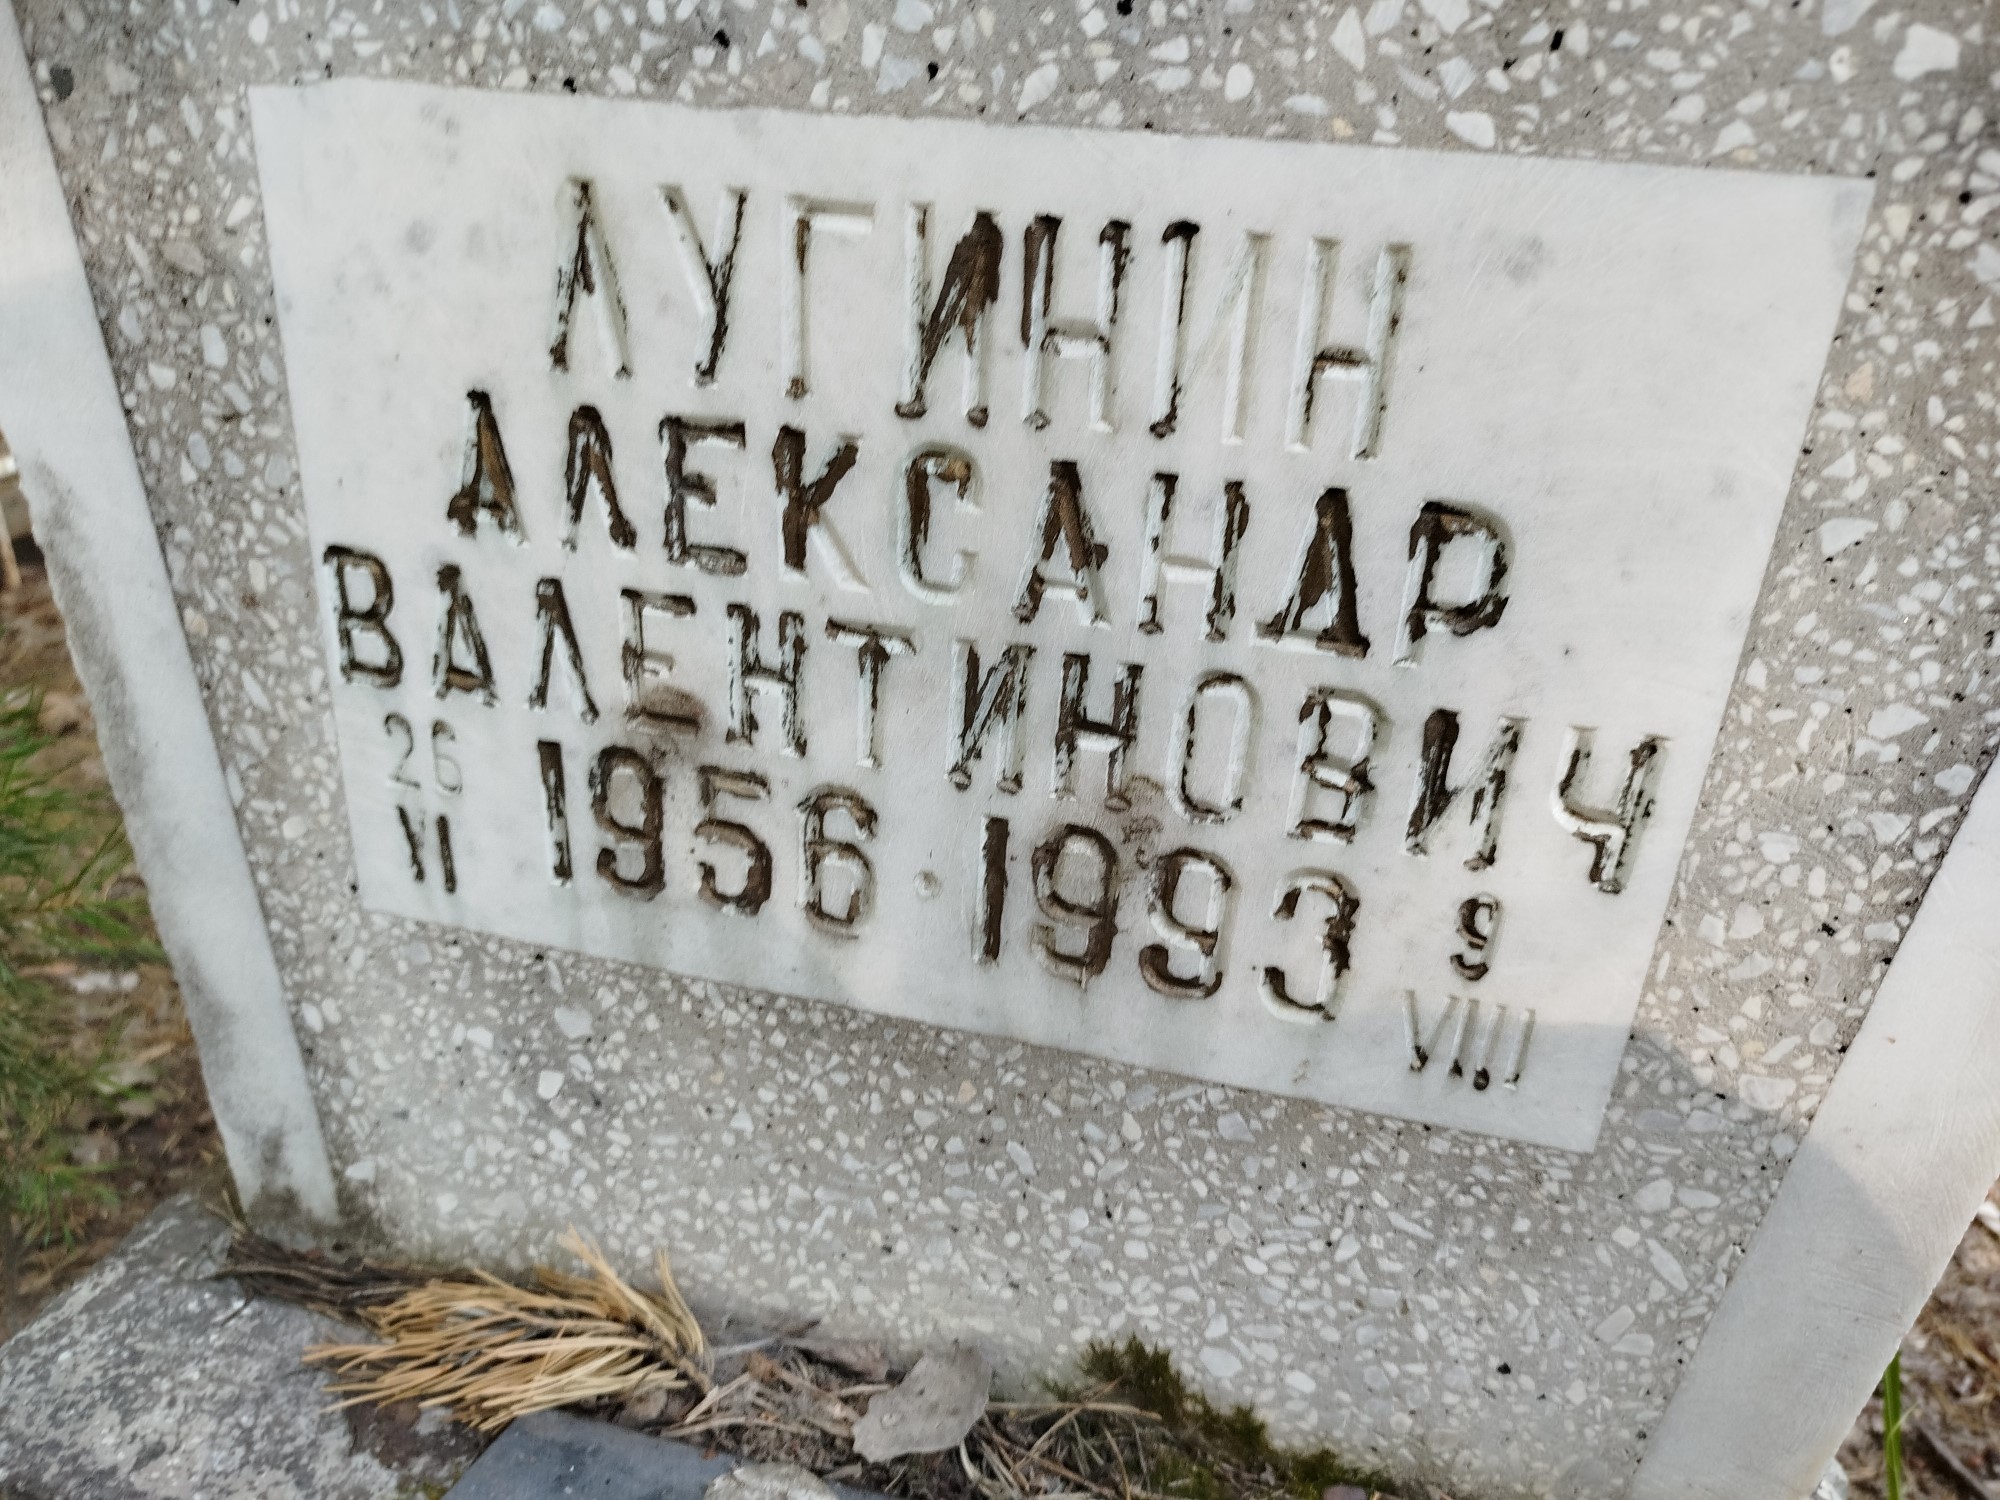 ЛУГИНИН
АЛЕКСАНДР
ВАЛЕНТИНОВИЧ
26 VI 1956 · 1993 9 VIII